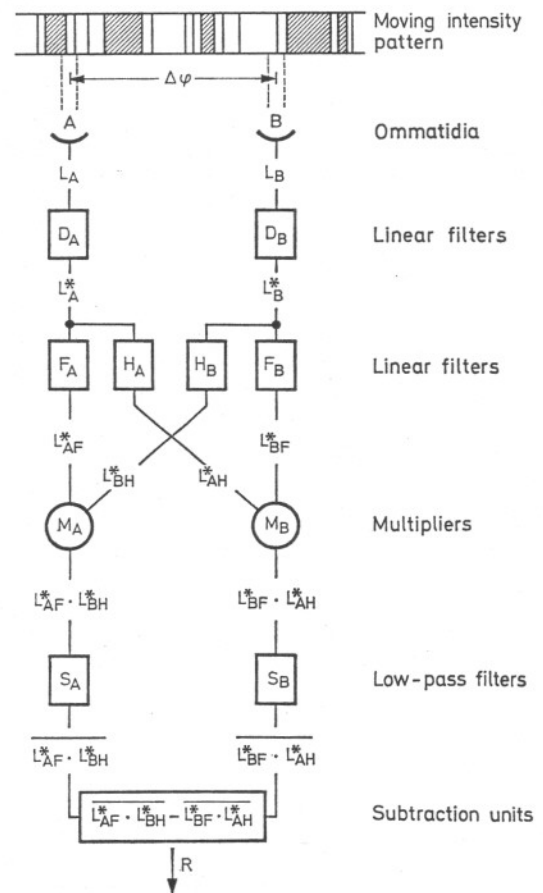 Moving intensity
pattern
Δφ
A B Ommatidia
L_A L_B
D_A D_B Linear filters
L*_A L*_B
F_A H_A H_B F_B Linear filters
L*_AF L*_BH L*_AH L*_BF
M_A M_B Multipliers
L*_AF · L*_BH L*_BF · L*_AH
S_A S_B Low-pass filters
L*_AF · L*_BH L*_BF · L*_AH
L*_AF · L*_BH – L*_BF · L*_AH Subtraction units
R